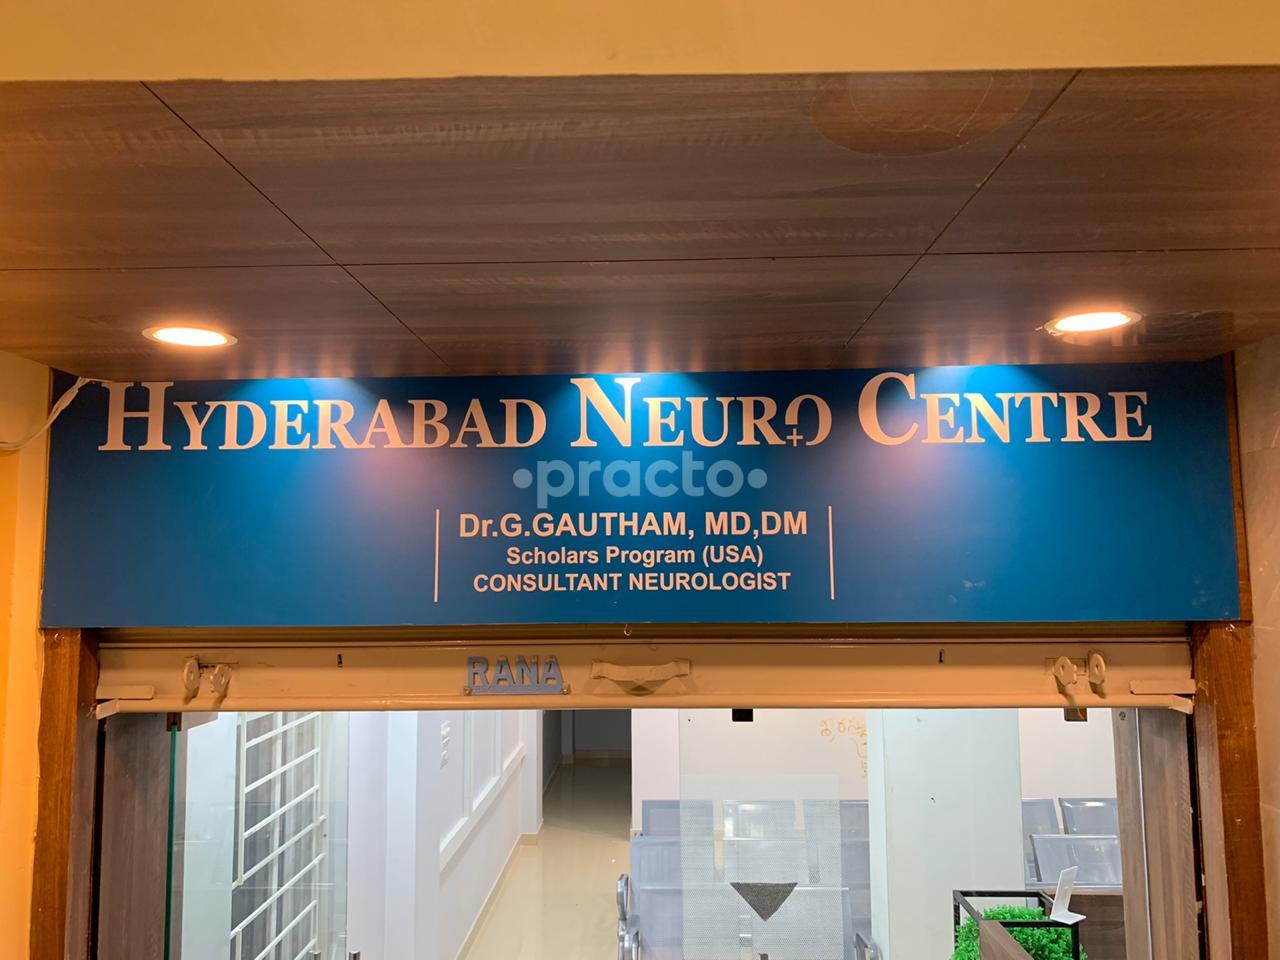 HYDERABAD NEURO CENTRE
•practo•
Dr.G.GAUTHAM, MD,DM
Scholars Program (USA)
CONSULTANT NEUROLOGIST
RANA